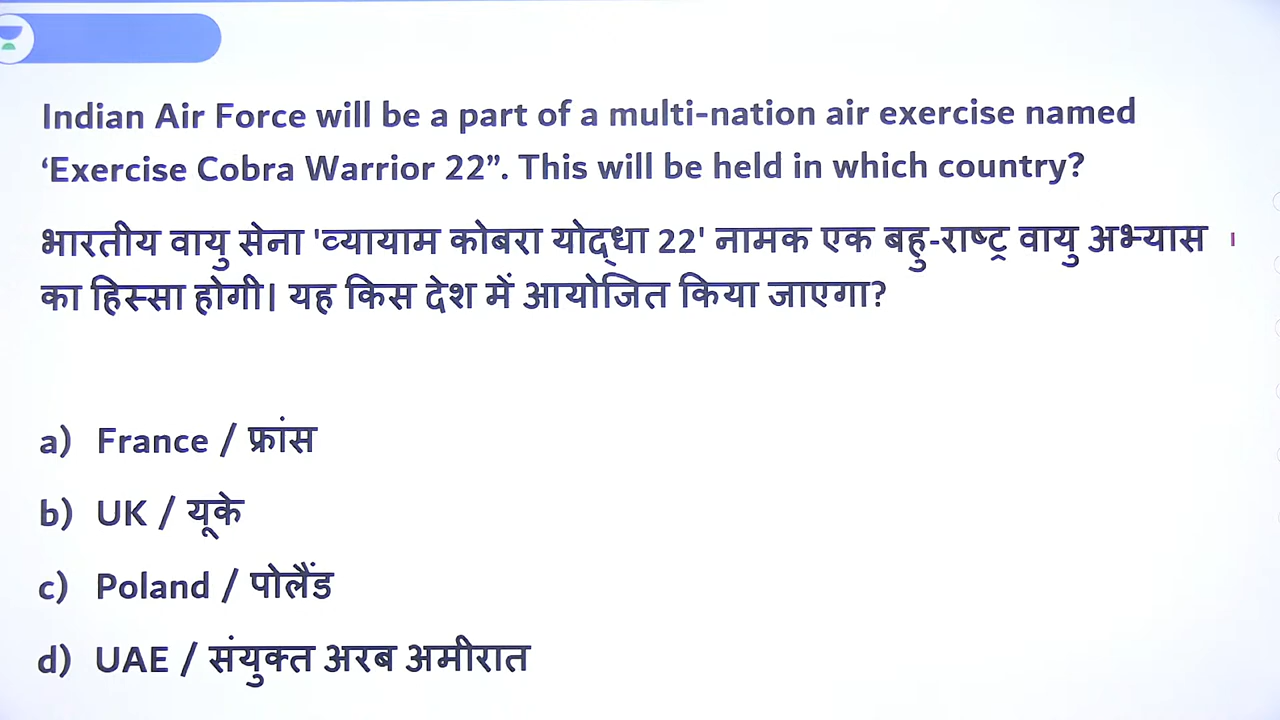 Indian Air Force will be a part of a multi-nation air exercise named
‘Exercise Cobra Warrior 22”. This will be held in which country?
भारतीय वायु सेना 'व्यायाम कोबरा योद्धा 22' नामक एक बहु-राष्ट्र वायु अभ्यास
का हिस्सा होगी। यह किस देश में आयोजित किया जाएगा?
a) France / फ्रांस
b) UK / यूके
c) Poland / पोलैंड
d) UAE / संयुक्त अरब अमीरात